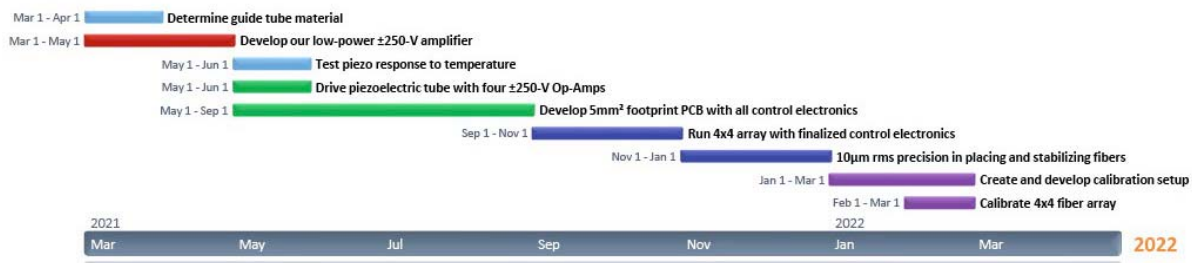 Mar 1 - Apr 1 Determine guide tube material
Mar 1 - May 1 Develop our low-power ±250-V amplifier
May 1 - Jun 1 Test piezo response to temperature
May 1 - Jun 1 Drive piezoelectric tube with four ±250-V Op-Amps
May 1 - Sep 1 Develop 5mm² footprint PCB with all control electronics
Sep 1 - Nov 1 Run 4x4 array with finalized control electronics
Nov 1 - Jan 1 10µm rms precision in placing and stabilizing fibers
Jan 1 - Mar 1 Create and develop calibration setup
Feb 1 - Mar 1 Calibrate 4x4 fiber array
2021 2022
Mar May Jul Sep Nov Jan Mar 2022